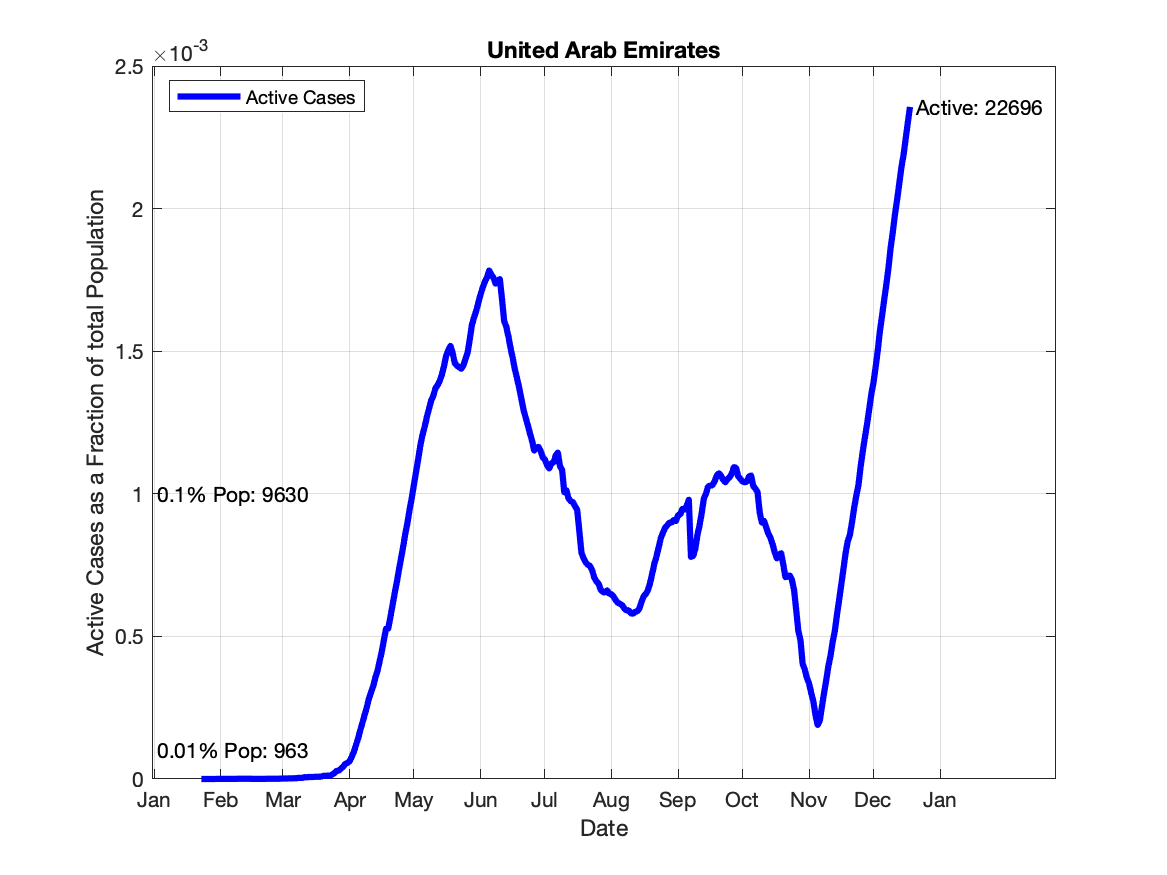 United Arab Emirates
×10-3
2.5
2
1.5
1
0.5
0
Active Cases
Active: 22696
0.1% Pop: 9630
0.01% Pop: 963
Active Cases as a Fraction of total Population
Jan Feb Mar Apr May Jun Jul Aug Sep Oct Nov Dec Jan
Date